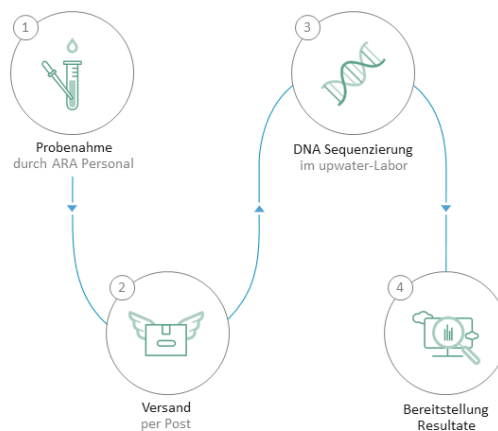 1
Probenahme
durch ARA Personal
2
Versand
per Post
3
DNA Sequenzierung
im upwater-Labor
4
Bereitstellung
Resultate